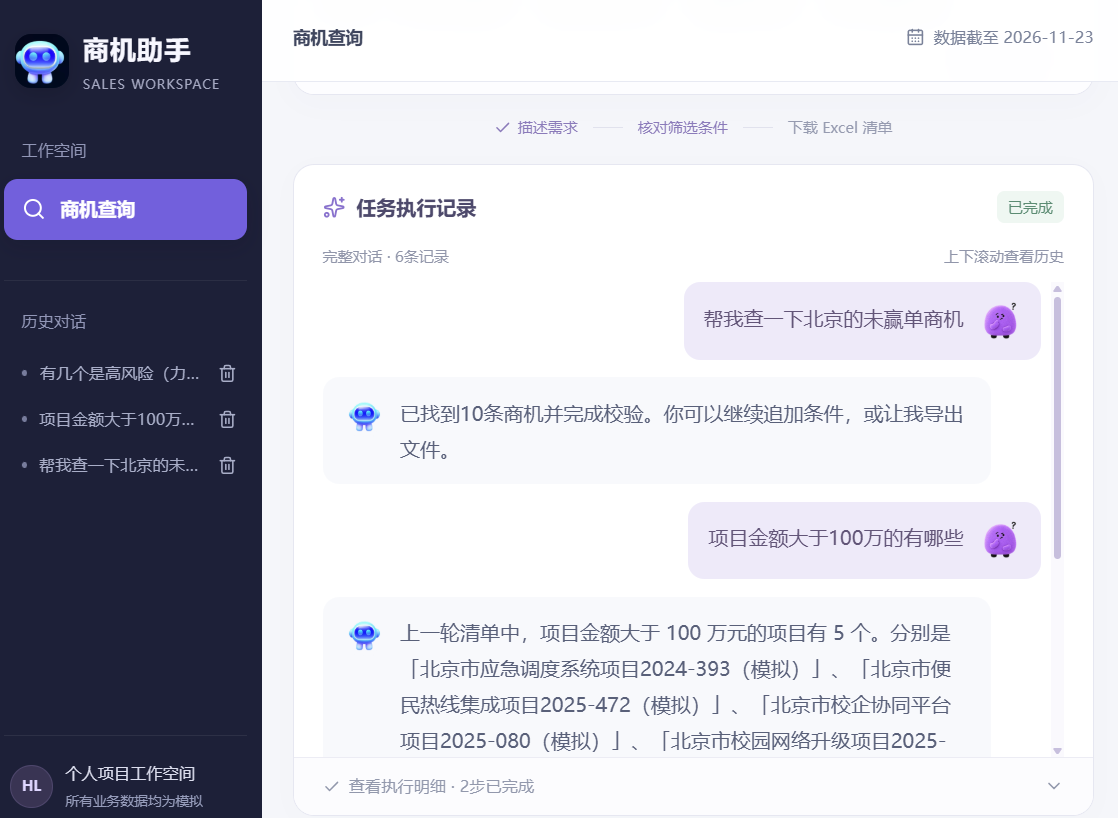 商机助手
SALES WORKSPACE
工作空间
商机查询
历史对话
有几个是高风险（力...
项目金额大于100万...
帮我查一下北京的未...
HL
个人项目工作空间
所有业务数据均为模拟
商机查询
数据截至 2026-11-23
描述需求
核对筛选条件
下载 Excel 清单
任务执行记录
已完成
完整对话 · 6条记录
上下滚动查看历史
帮我查一下北京的未赢单商机
?
已找到10条商机并完成校验。你可以继续追加条件，或让我导出
文件。
项目金额大于100万的有哪些
?
上一轮清单中，项目金额大于 100 万元的项目有 5 个。分别是
「北京市应急调度系统项目2024-393（模拟）」、「北京市便
民热线集成项目2025-472（模拟）」、「北京市校企协同平台
项目2025-080（模拟）」、「北京市校园网络升级项目2025-
查看执行明细 · 2步已完成